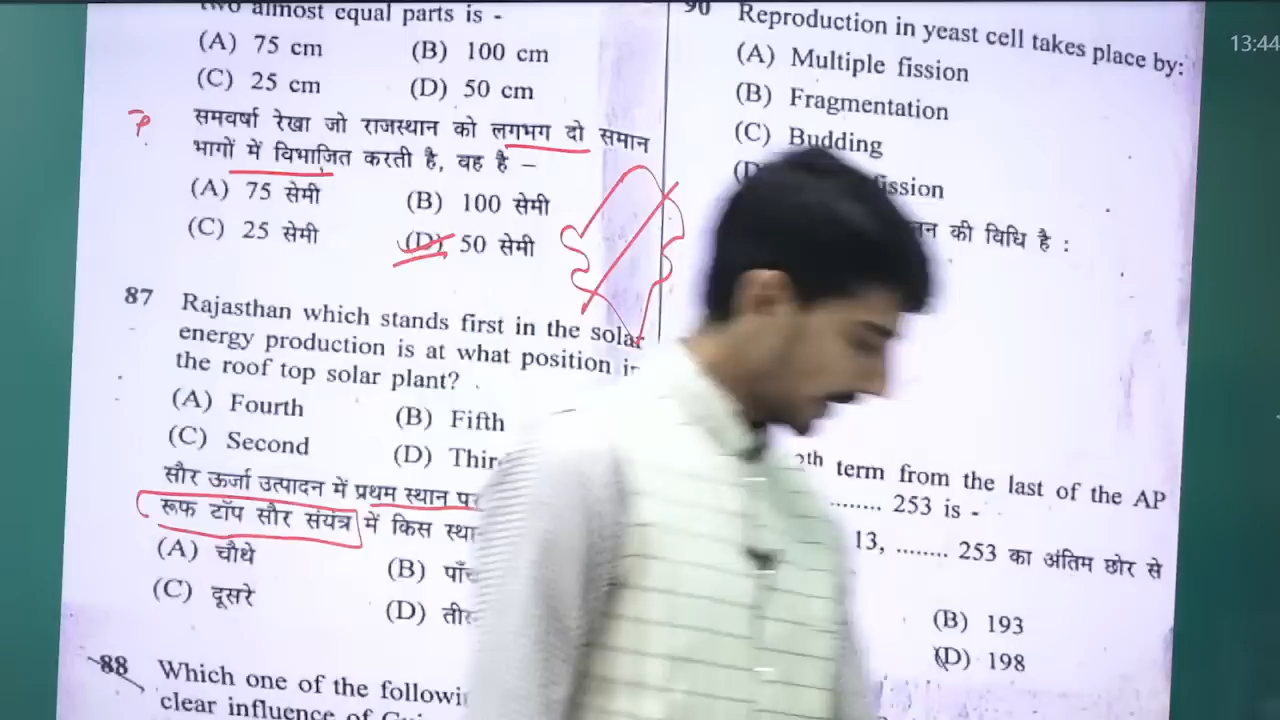 two almost equal parts is -
(A) 75 cm (B) 100 cm
(C) 25 cm (D) 50 cm
समवर्षा रेखा जो राजस्थान को लगभग दो समान
भागों में विभाजित करती है, वह है –
(A) 75 सेमी (B) 100 सेमी
(C) 25 सेमी (D) 50 सेमी
87 Rajasthan which stands first in the solar
energy production is at what position in
the roof top solar plant?
(A) Fourth (B) Fifth
(C) Second (D)
सौर ऊर्जा उत्पादन में प्रथम स्थान
रूफ टॉप सौर संयंत्र में किस
(A) चौथे (B)
(C) दूसरे (D)
88 Which one of the
clear influence of
90 Reproduction in yeast cell takes place by:
(A) Multiple fission
(B) Fragmentation
(C) Budding
fission
की विधि है :
term from the last of the AP
........ 253 is -
13, ........ 253 का अंतिम छोर से
(B) 193
(D) 198
13:44